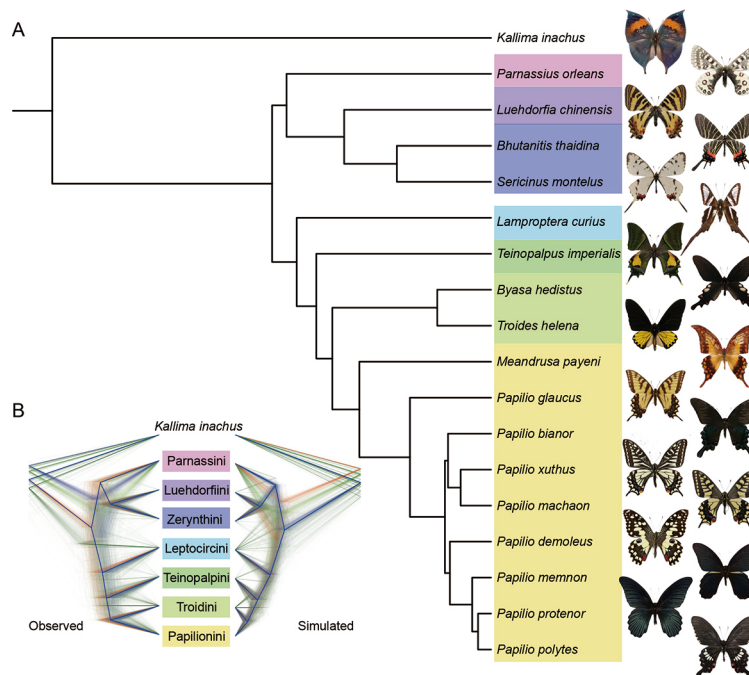 A
Kallima inachus
Parnassius orleans
Luehdorfia chinensis
Bhutanitis thaidina
Sericinus montelus
Lamproptera curius
Teinopalpus imperialis
Byasa hedistus
Troides helena
Meandrusa payeni
Papilio glaucus
Papilio bianor
Papilio xuthus
Papilio machaon
Papilio demoleus
Papilio memnon
Papilio protenor
Papilio polytes
B
Kallima inachus
Parnassini
Luehdorfiini
Zerynthini
Leptocircini
Teinopalpini
Troidini
Papilionini
Observed
Simulated